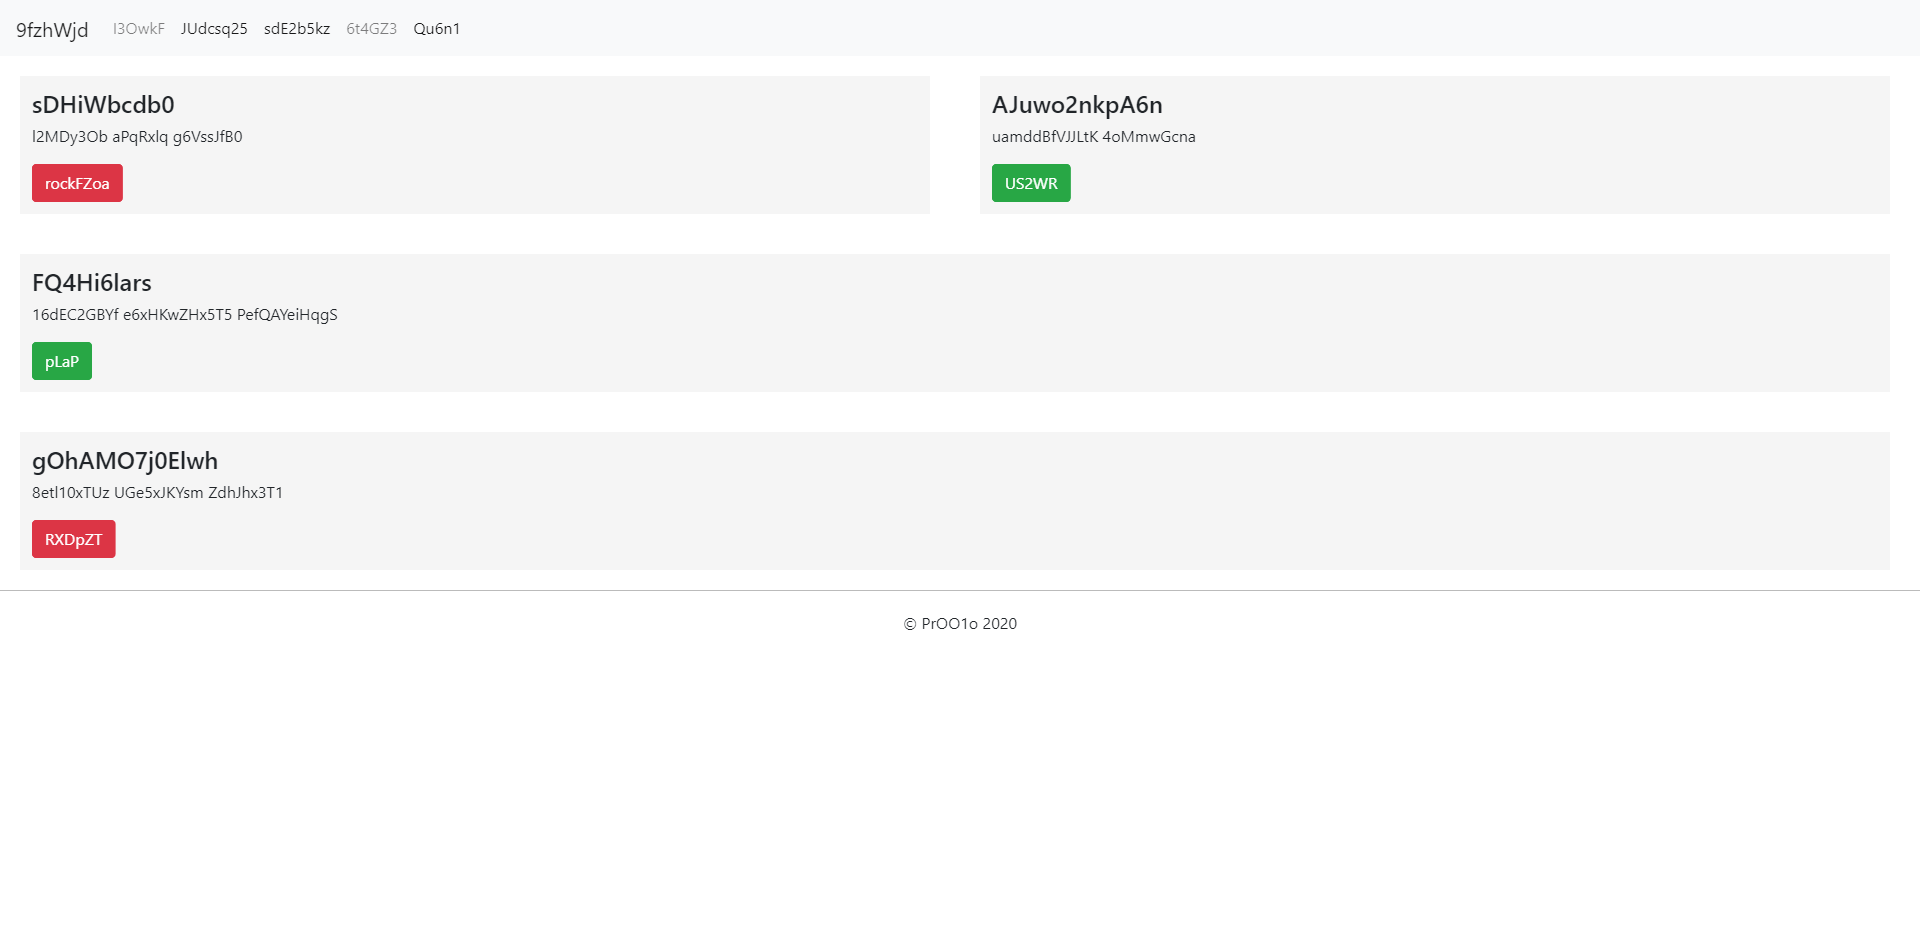 9fzhWjd I3OwkF JUdcsq25 sdE2b5kz 6t4GZ3 Qu6n1
sDHiWbcdb0
l2MDy3Ob aPqRxlq g6VssJfB0
rockFZoa
AJuwo2nkpA6n
uamddBfVJJLtK 4oMmwGcna
US2WR
FQ4Hi6lars
16dEC2GBYf e6xHKwZHx5T5 PefQAYeiHqgS
pLaP
gOhAMO7j0Elwh
8etl10xTUz UGe5xJKYsm ZdhJhx3T1
RXDpZT
© PrOO1o 2020